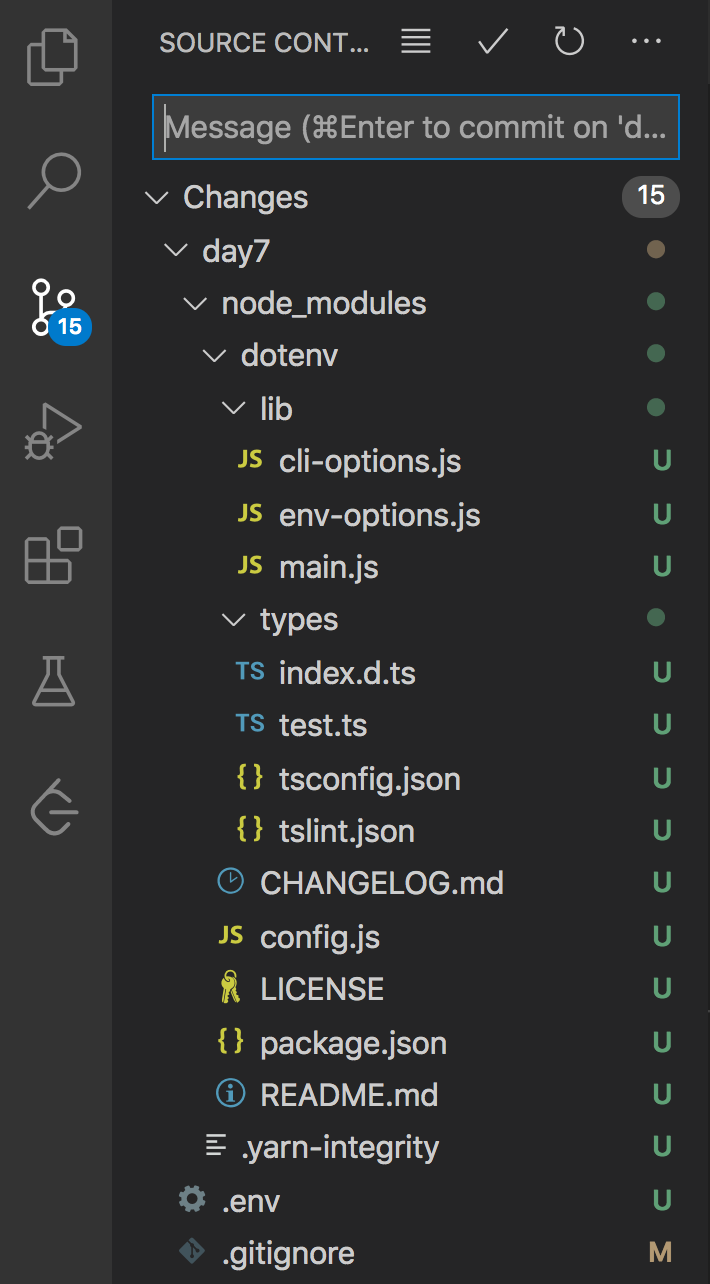 SOURCE CONT...
Message (⌘Enter to commit on 'd...
Changes 15
day7
15
node_modules
dotenv
lib
JS cli-options.js U
JS env-options.js U
JS main.js U
types
TS index.d.ts U
TS test.ts U
{} tsconfig.json U
{} tslint.json U
CHANGELOG.md U
JS config.js U
LICENSE U
{} package.json U
README.md U
.yarn-integrity U
.env U
.gitignore M